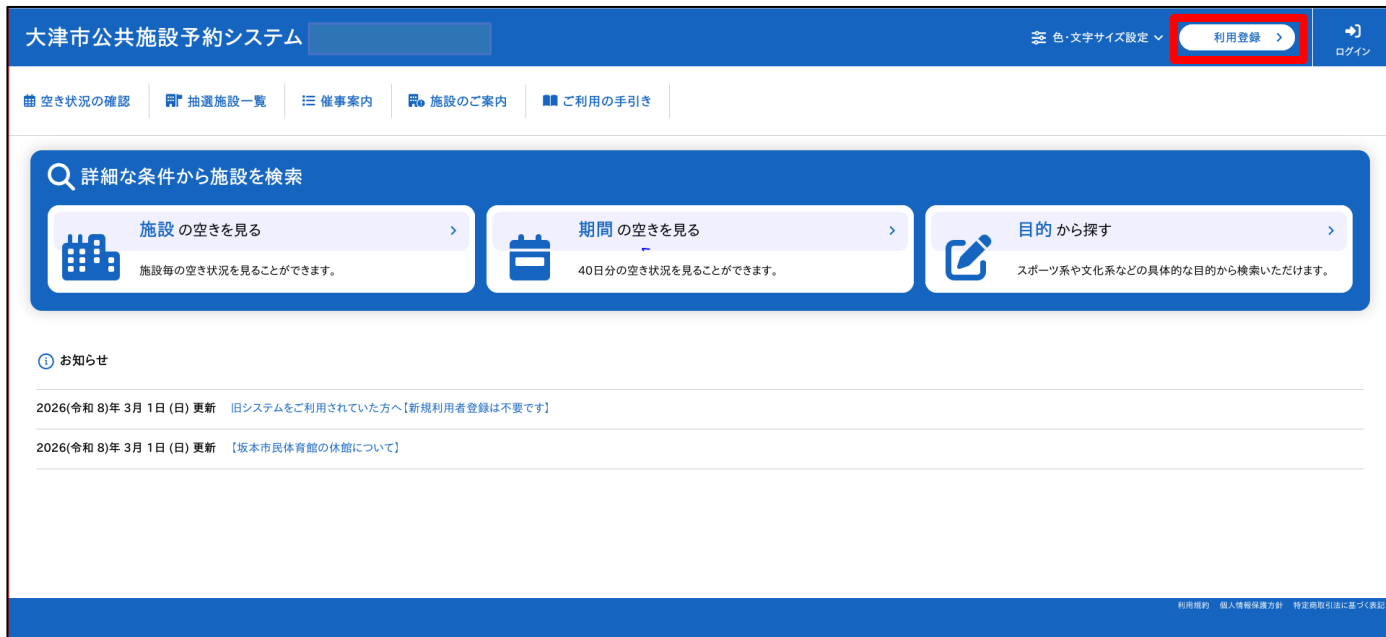 大津市公共施設予約システム
色・文字サイズ設定
利用登録
ログイン
空き状況の確認
抽選施設一覧
催事案内
施設のご案内
ご利用の手引き
詳細な条件から施設を検索
施設 の空きを見る
施設毎の空き状況を見ることができます。
期間 の空きを見る
40日分の空き状況を見ることができます。
目的 から探す
スポーツ系や文化系などの具体的な目的から検索いただけます。
お知らせ
2026(令和 8)年 3月 1日 (日) 更新 旧システムをご利用されていた方へ【新規利用者登録は不要です】
2026(令和 8)年 3月 1日 (日) 更新 【坂本市民体育館の休館について】
利用規約 個人情報保護方針 特定商取引法に基づく表記